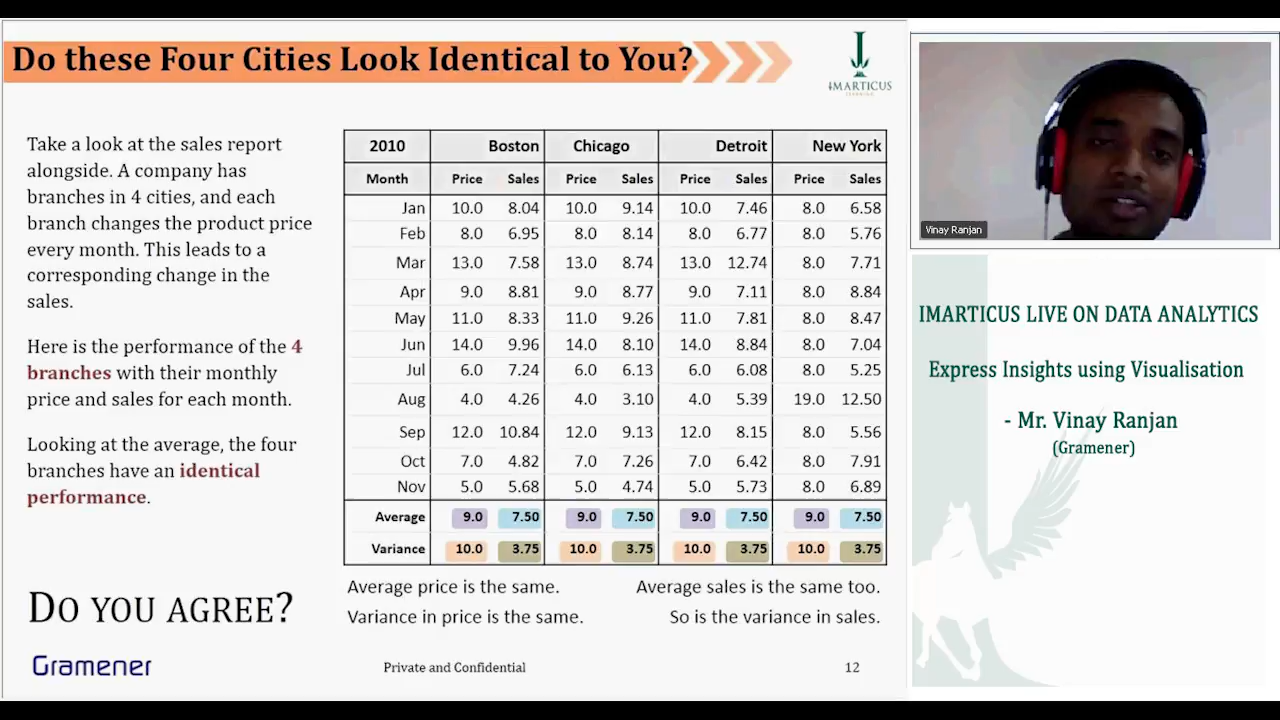 Do these Four Cities Look Identical to You?
IMARTICUS
LEARNING
Take a look at the sales report
alongside. A company has
branches in 4 cities, and each
branch changes the product price
every month. This leads to a
corresponding change in the
sales.
Here is the performance of the 4
branches with their monthly
price and sales for each month.
Looking at the average, the four
branches have an identical
performance.
DO YOU AGREE?
Gramener
2010 Boston Chicago Detroit New York
Month Price Sales Price Sales Price Sales Price Sales
Jan 10.0 8.04 10.0 9.14 10.0 7.46 8.0 6.58
Feb 8.0 6.95 8.0 8.14 8.0 6.77 8.0 5.76
Mar 13.0 7.58 13.0 8.74 13.0 12.74 8.0 7.71
Apr 9.0 8.81 9.0 8.77 9.0 7.11 8.0 8.84
May 11.0 8.33 11.0 9.26 11.0 7.81 8.0 8.47
Jun 14.0 9.96 14.0 8.10 14.0 8.84 8.0 7.04
Jul 6.0 7.24 6.0 6.13 6.0 6.08 8.0 5.25
Aug 4.0 4.26 4.0 3.10 4.0 5.39 19.0 12.50
Sep 12.0 10.84 12.0 9.13 12.0 8.15 8.0 5.56
Oct 7.0 4.82 7.0 7.26 7.0 6.42 8.0 7.91
Nov 5.0 5.68 5.0 4.74 5.0 5.73 8.0 6.89
Average 9.0 7.50 9.0 7.50 9.0 7.50 9.0 7.50
Variance 10.0 3.75 10.0 3.75 10.0 3.75 10.0 3.75
Average price is the same. Average sales is the same too.
Variance in price is the same. So is the variance in sales.
Private and Confidential 12
Vinay Ranjan
IMARTICUS LIVE ON DATA ANALYTICS
Express Insights using Visualisation
- Mr. Vinay Ranjan
(Gramener)